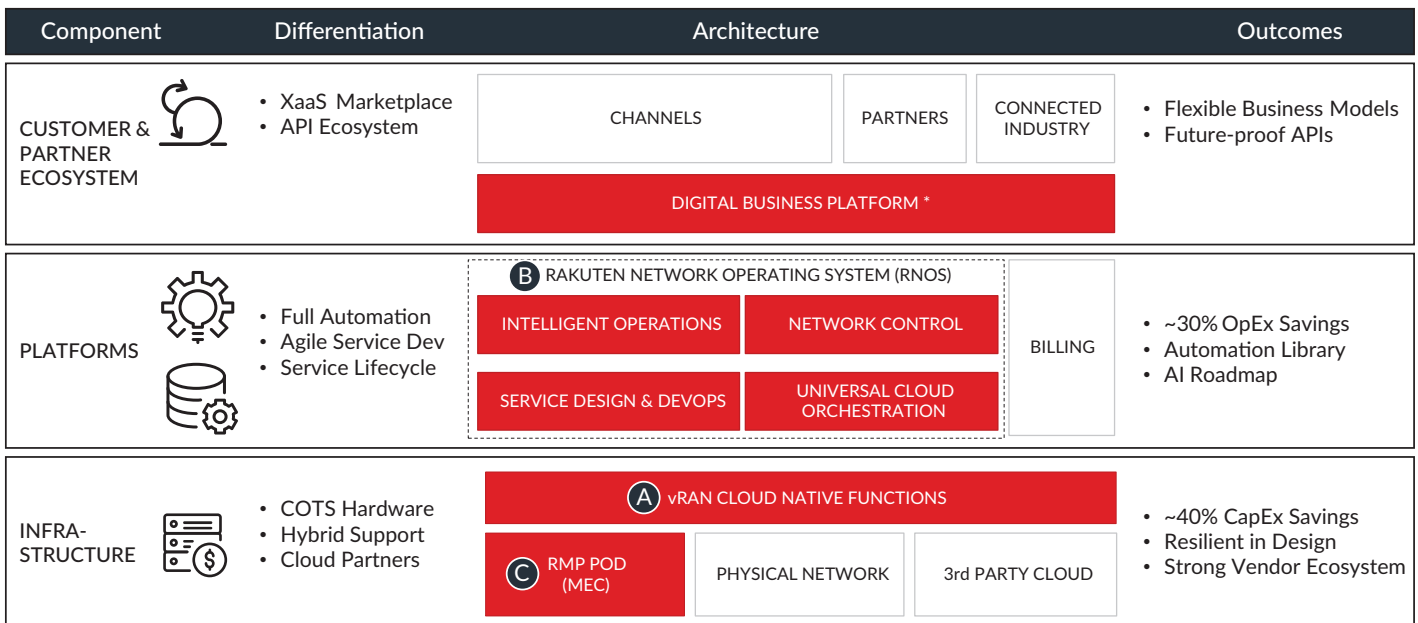 Component Differentiation Architecture Outcomes
CUSTOMER &
PARTNER
ECOSYSTEM
• XaaS Marketplace
• API Ecosystem
CHANNELS
PARTNERS
CONNECTED
INDUSTRY
DIGITAL BUSINESS PLATFORM *
• Flexible Business Models
• Future-proof APIs
PLATFORMS
• Full Automation
• Agile Service Dev
• Service Lifecycle
B RAKUTEN NETWORK OPERATING SYSTEM (RNOS)
INTELLIGENT OPERATIONS
NETWORK CONTROL
SERVICE DESIGN & DEVOPS
UNIVERSAL CLOUD
ORCHESTRATION
BILLING
• ~30% OpEx Savings
• Automation Library
• AI Roadmap
INFRA-
STRUCTURE
$
• COTS Hardware
• Hybrid Support
• Cloud Partners
A vRAN CLOUD NATIVE FUNCTIONS
C RMP POD
(MEC)
PHYSICAL NETWORK
3rd PARTY CLOUD
• ~40% CapEx Savings
• Resilient in Design
• Strong Vendor Ecosystem